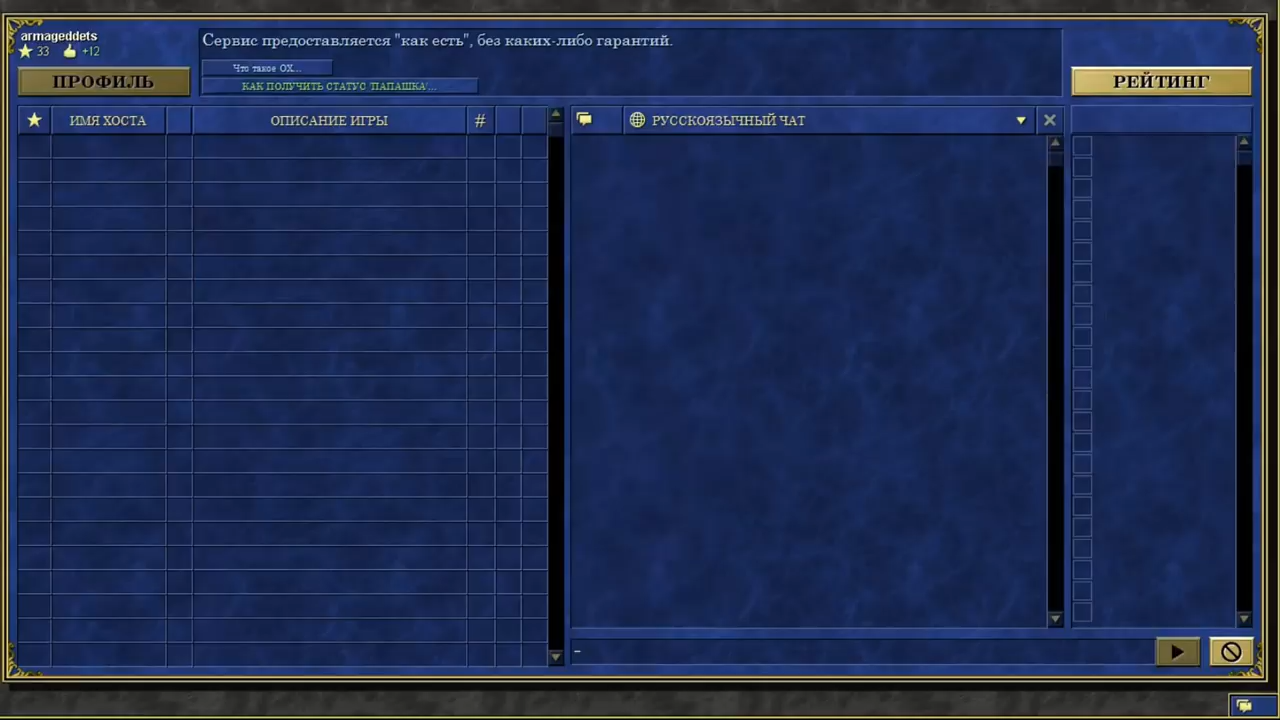 armageddets
33 +12
Сервис предоставляется "как есть", без каких-либо гарантий.
Что такое OX...
ПРОФИЛЬ
КАК ПОЛУЧИТЬ СТАТУС 'ПАПАШКА'...
РЕЙТИНГ
ИМЯ ХОСТА
ОПИСАНИЕ ИГРЫ
#
РУССКОЯЗЫЧНЫЙ ЧАТ